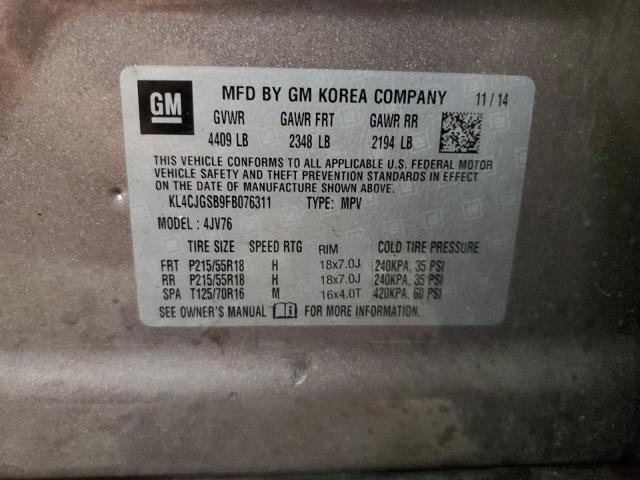 GM MFD BY GM KOREA COMPANY 11/14
GVWR GAWR FRT GAWR RR
4409 LB 2348 LB 2194 LB
THIS VEHICLE CONFORMS TO ALL APPLICABLE U.S. FEDERAL MOTOR
VEHICLE SAFETY AND THEFT PREVENTION STANDARDS IN EFFECT
ON THE DATE OF MANUFACTURE SHOWN ABOVE.
KL4CJGSB9FB076311 TYPE: MPV
MODEL : 4JV76
TIRE SIZE SPEED RTG RIM COLD TIRE PRESSURE
FRT P215/55R18 H 18x7.0J 240KPA, 35 PSI
RR P215/55R18 H 18x7.0J 240KPA, 35 PSI
SPA T125/70R16 M 16x4.0T 420KPA, 60 PSI
SEE OWNER'S MANUAL FOR MORE INFORMATION.